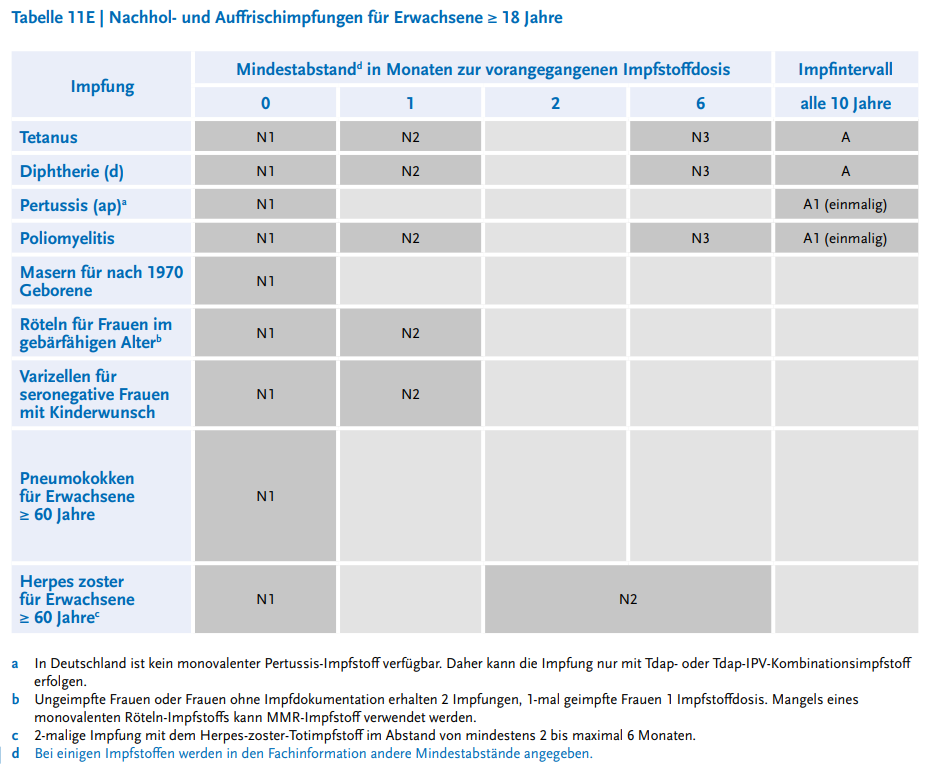 Tabelle 11E | Nachhol- und Auffrischimpfungen für Erwachsene ≥ 18 Jahre
Impfung
Mindestabstandᵈ in Monaten zur vorangegangenen Impfstoffdosis
Impfintervall
0 1 2 6 alle 10 Jahre
Tetanus N1 N2 N3 A
Diphtherie (d) N1 N2 N3 A
Pertussis (ap)ᵃ N1 A1 (einmalig)
Poliomyelitis N1 N2 N3 A1 (einmalig)
Masern für nach 1970
Geborene
N1
Röteln für Frauen im
gebärfähigen Alterᵇ
N1 N2
Varizellen für
seronegative Frauen
mit Kinderwunsch
N1 N2
Pneumokokken
für Erwachsene
≥ 60 Jahre
N1
Herpes zoster
für Erwachsene
≥ 60 Jahreᶜ
N1 N2
a In Deutschland ist kein monovalenter Pertussis-Impfstoff verfügbar. Daher kann die Impfung nur mit Tdap- oder Tdap-IPV-Kombinationsimpfstoff
erfolgen.
b Ungeimpfte Frauen oder Frauen ohne Impfdokumentation erhalten 2 Impfungen, 1-mal geimpfte Frauen 1 Impfstoffdosis. Mangels eines
monovalenten Röteln-Impfstoffs kann MMR-Impfstoff verwendet werden.
c 2-malige Impfung mit dem Herpes-zoster-Totimpfstoff im Abstand von mindestens 2 bis maximal 6 Monaten.
d Bei einigen Impfstoffen werden in den Fachinformation andere Mindestabstände angegeben.